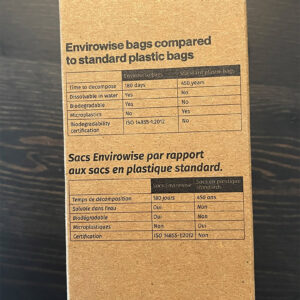 Envirowise bags compared
to standard plastic bags
Envirowise bags Standard plastic bags
Time to decompose 180 days 450 years
Dissolvable in water Yes No
Biodegradable Yes No
Microplastics No Yes
Biodegradability ISO 14855-1:2012 No
certification
Sacs Envirowise par rapport
aux sacs en plastique standard.
Sacs Envirowise Sacs en plastique
standards
Temps de décomposition 180 jours 450 ans
Soluble dans l'eau Oui Non
Biodégradable Oui Non
Microplastiques Non Oui
Certification ISO 14855-1:2012 Non